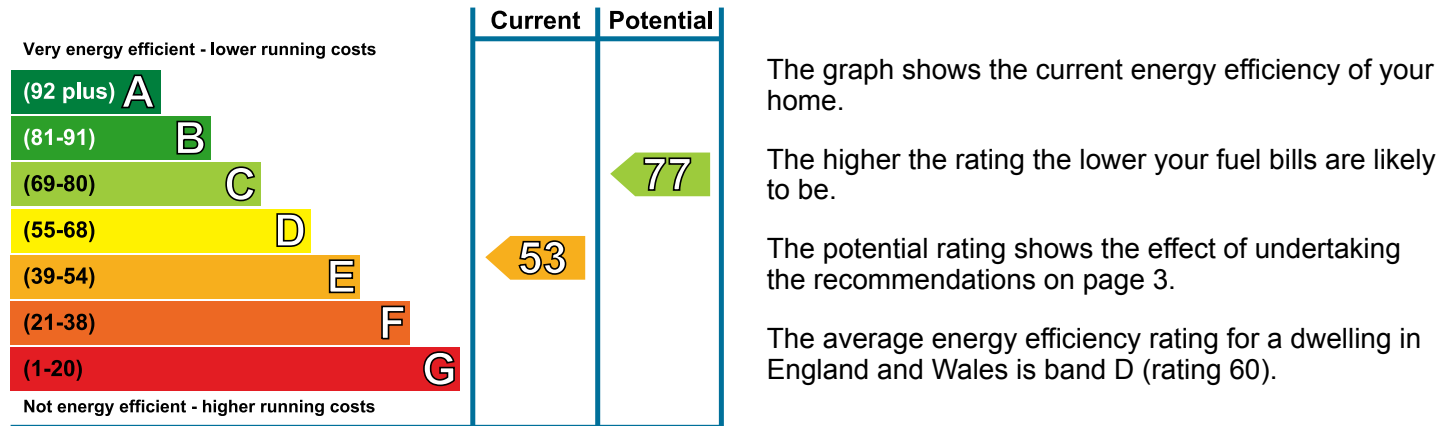 Current Potential
Very energy efficient - lower running costs
(92 plus) A
(81-91) B
(69-80) C
77
(55-68) D
53
(39-54) E
(21-38) F
(1-20) G
Not energy efficient - higher running costs
The graph shows the current energy efficiency of your
home.
The higher the rating the lower your fuel bills are likely
to be.
The potential rating shows the effect of undertaking
the recommendations on page 3.
The average energy efficiency rating for a dwelling in
England and Wales is band D (rating 60).